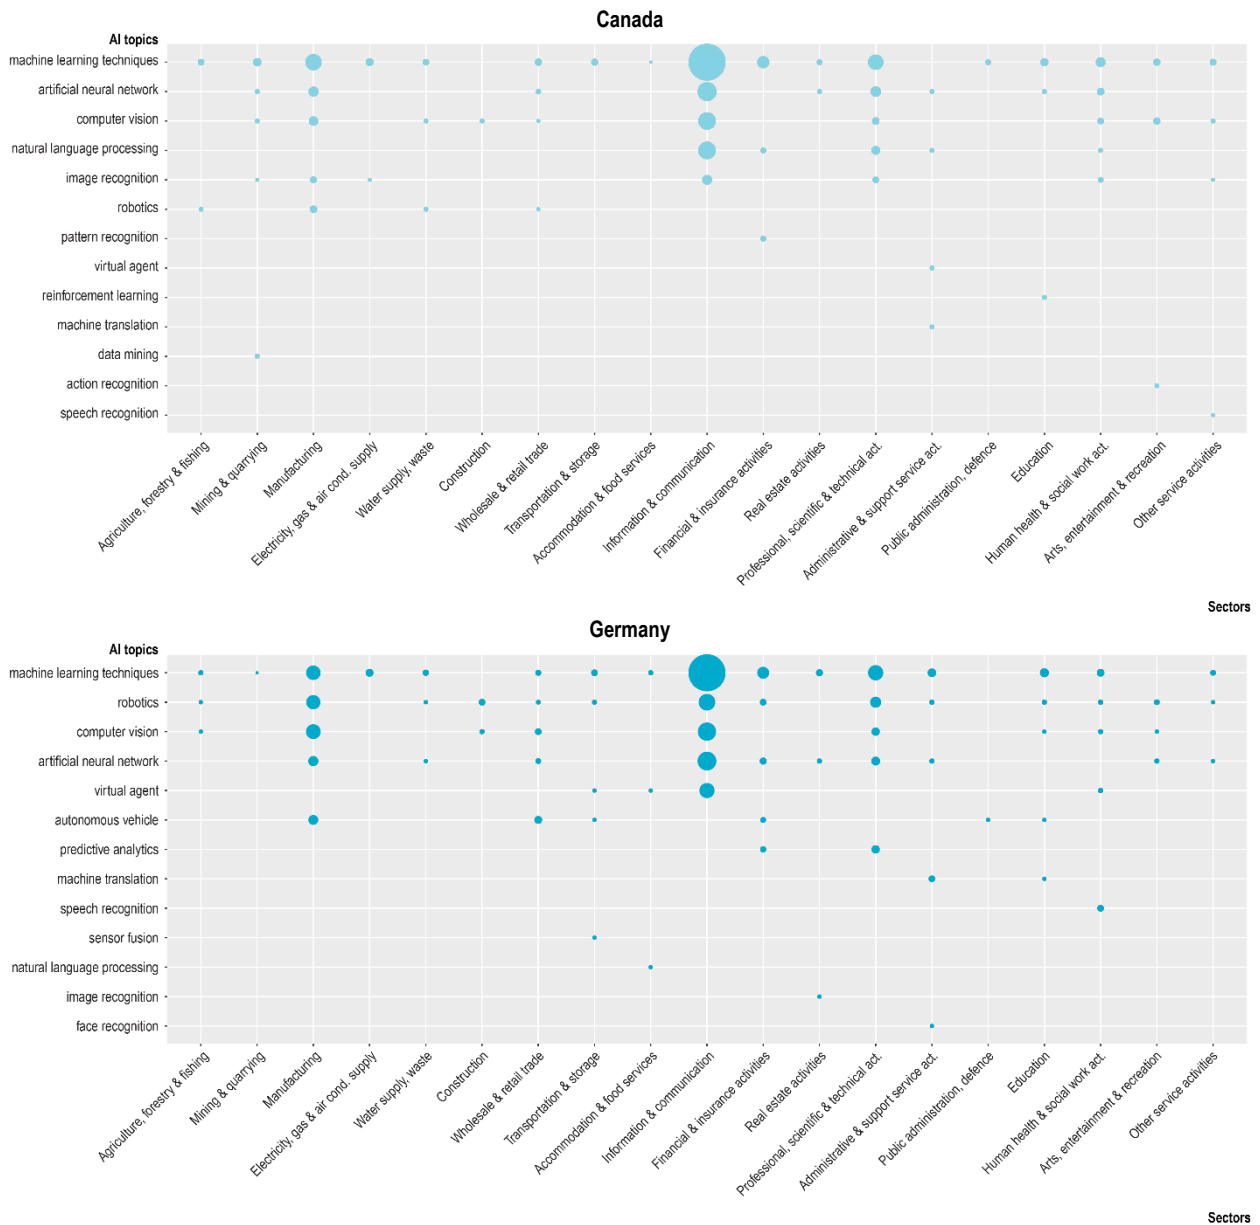 Canada
AI topics
machine learning techniques
artificial neural network
computer vision
natural language processing
image recognition
robotics
pattern recognition
virtual agent
reinforcement learning
machine translation
data mining
action recognition
speech recognition
Agriculture, forestry & fishing
Mining & quarrying
Manufacturing
Electricity, gas & air cond. supply
Water supply, waste
Construction
Wholesale & retail trade
Transportation & storage
Accommodation & food services
Information & communication
Financial & insurance activities
Real estate activities
Professional, scientific & technical act.
Administrative & support service act.
Public administration, defence
Education
Human health & social work act.
Arts, entertainment & recreation
Other service activities
Sectors
Germany
AI topics
machine learning techniques
robotics
computer vision
artificial neural network
virtual agent
autonomous vehicle
predictive analytics
machine translation
speech recognition
sensor fusion
natural language processing
image recognition
face recognition
Agriculture, forestry & fishing
Mining & quarrying
Manufacturing
Electricity, gas & air cond. supply
Water supply, waste
Construction
Wholesale & retail trade
Transportation & storage
Accommodation & food services
Information & communication
Financial & insurance activities
Real estate activities
Professional, scientific & technical act.
Administrative & support service act.
Public administration, defence
Education
Human health & social work act.
Arts, entertainment & recreation
Other service activities
Sectors